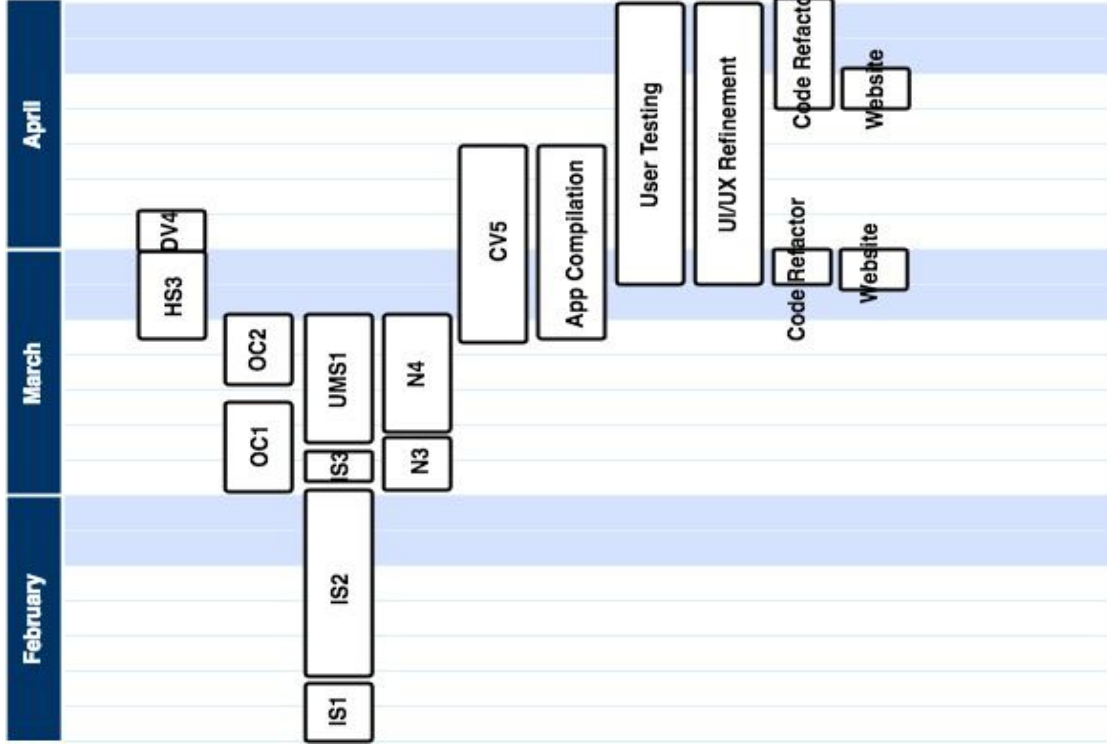 February
March
April
HS3
DV4
OC1
OC2
IS1
IS2
IS3
UMS1
N3
N4
CV5
App Compilation
User Testing
UI/UX Refinement
Code Refactor
Code Refacto
Website
Website